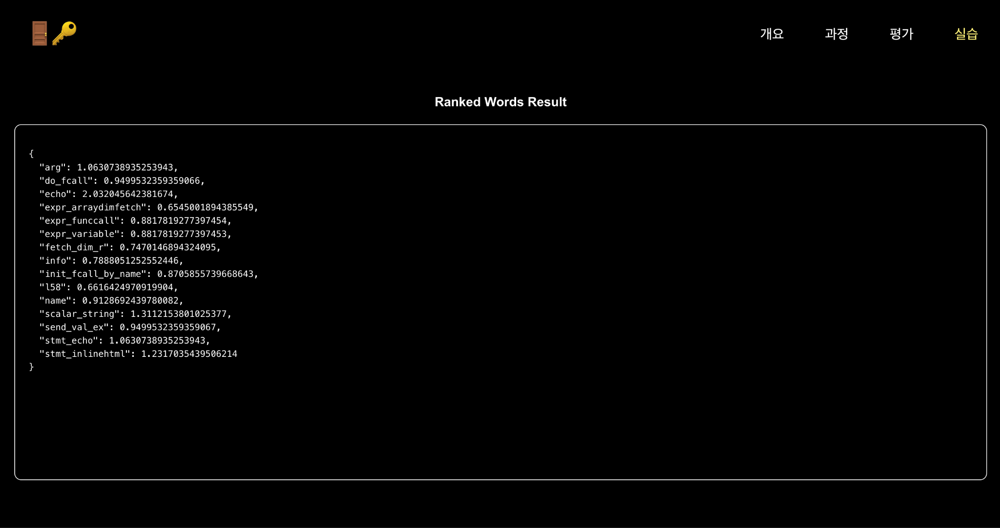 개요 과정 평가 실습
Ranked Words Result
{
"arg": 1.0630738935253943,
"do_fcall": 0.9499532359359066,
"echo": 2.032045642381674,
"expr_arraydimfetch": 0.6545001894385549,
"expr_funccall": 0.8817819277397454,
"expr_variable": 0.8817819277397453,
"fetch_dim_r": 0.7470146894324095,
"info": 0.7888051252552446,
"init_fcall_by_name": 0.8705855739668643,
"l58": 0.6616424970919904,
"name": 0.9128692439780082,
"scalar_string": 1.3112153801025377,
"send_val_ex": 0.9499532359359067,
"stmt_echo": 1.0630738935253943,
"stmt_inlinehtml": 1.2317035439506214
}